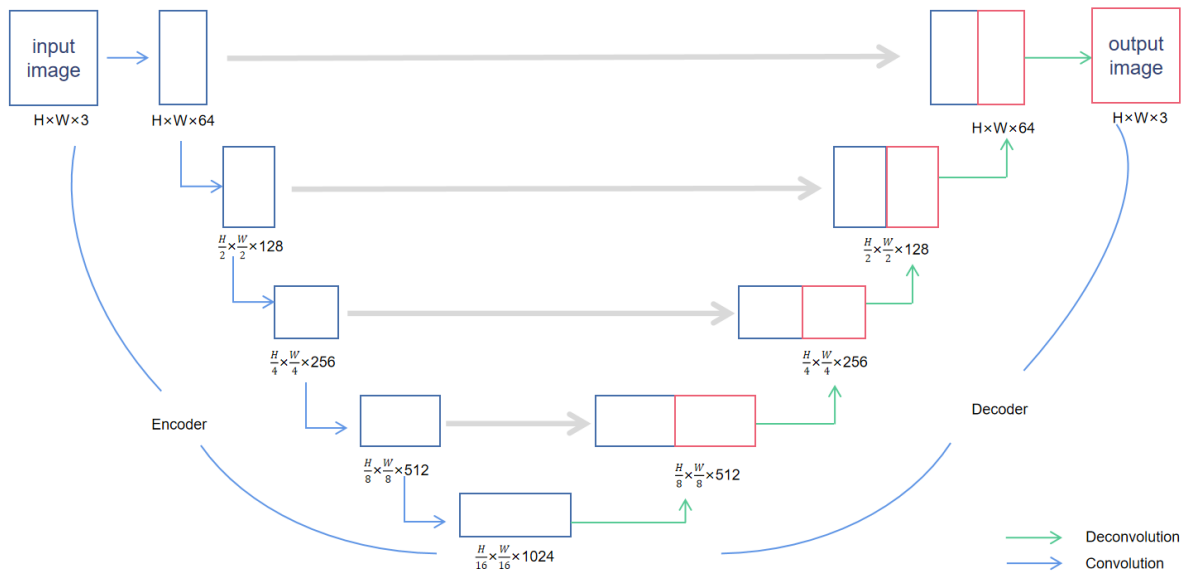 input
image
output
image
H×W×3
H×W×64
H×W×64
H×W×3
H/2×W/2×128
H/2×W/2×128
H/4×W/4×256
H/4×W/4×256
Encoder
Decoder
H/8×W/8×512
H/8×W/8×512
H/16×W/16×1024
Deconvolution
Convolution